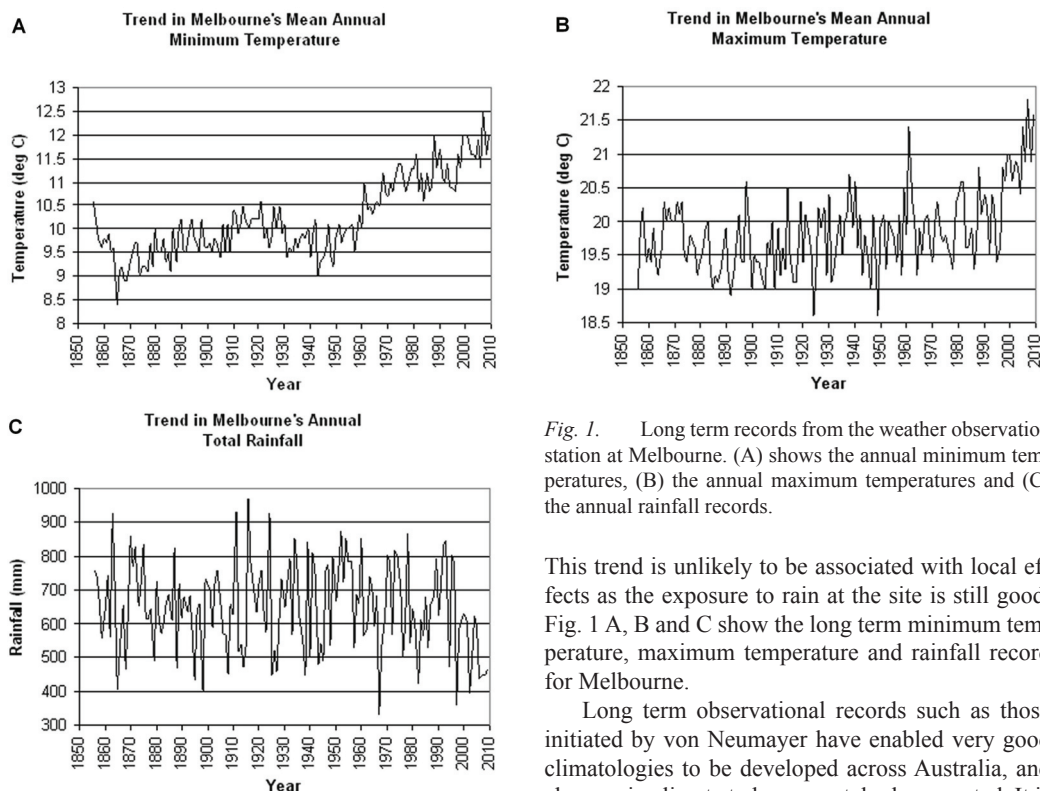 A
Trend in Melbourne's Mean Annual
Minimum Temperature
Temperature (deg C)
13
12.5
12
11.5
11
10.5
10
9.5
9
8.5
8
1850
1860
1870
1880
1890
1900
1910
1920
1930
1940
1950
1960
1970
1980
1990
2000
2010
Year
B
Trend in Melbourne's Mean Annual
Maximum Temperature
Temperature (deg C)
22
21.5
21
20.5
20
19.5
19
18.5
1850
1860
1870
1880
1890
1900
1910
1920
1930
1940
1950
1960
1970
1980
1990
2000
2010
Year
C
Trend in Melbourne's Annual
Total Rainfall
Rainfall (mm)
1000
900
800
700
600
500
400
300
1850
1860
1870
1880
1890
1900
1910
1920
1930
1940
1950
1960
1970
1980
1990
2000
2010
Year
Fig. 1. Long term records from the weather observatio
station at Melbourne. (A) shows the annual minimum tem
peratures, (B) the annual maximum temperatures and (C
the annual rainfall records.
This trend is unlikely to be associated with local ef
fects as the exposure to rain at the site is still good
Fig. 1 A, B and C show the long term minimum tem
perature, maximum temperature and rainfall record
for Melbourne.
Long term observational records such as thos
initiated by von Neumayer have enabled very good
climatologies to be developed across Australia, and